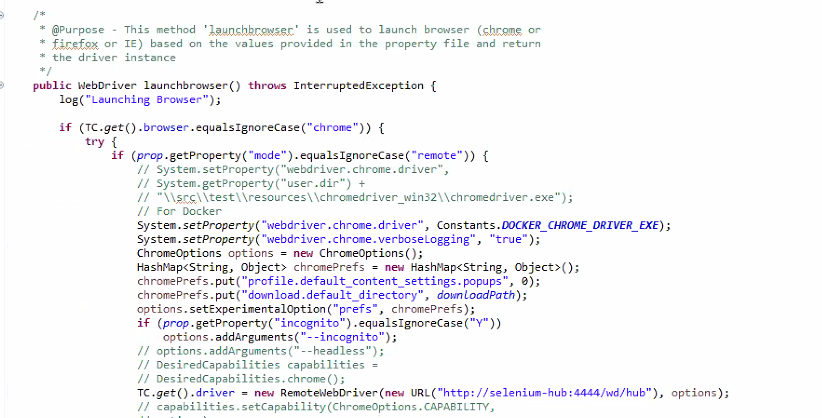 /*
 * @Purpose - This method 'launchbrowser' is used to launch browser (chrome or
 * firefox or IE) based on the values provided in the property file and return
 * the driver instance
 */
public WebDriver launchbrowser() throws InterruptedException {
    log("Launching Browser");

    if (TC.get().browser.equalsIgnoreCase("chrome")) {
        try {
            if (prop.getProperty("mode").equalsIgnoreCase("remote")) {
                // System.setProperty("webdriver.chrome.driver",
                // System.getProperty("user.dir") +
                // "\\src\\test\\resources\\chromedriver_win32\\chromedriver.exe");
                // For Docker
                System.setProperty("webdriver.chrome.driver", Constants.DOCKER_CHROME_DRIVER_EXE);
                System.setProperty("webdriver.chrome.verboseLogging", "true");
                ChromeOptions options = new ChromeOptions();
                HashMap<String, Object> chromePrefs = new HashMap<String, Object>();
                chromePrefs.put("profile.default_content_settings.popups", 0);
                chromePrefs.put("download.default_directory", downloadPath);
                options.setExperimentalOption("prefs", chromePrefs);
                if (prop.getProperty("incognito").equalsIgnoreCase("Y"))
                    options.addArguments("--incognito");
                // options.addArguments("--headless");
                // DesiredCapabilities capabilities =
                // DesiredCapabilities.chrome();
                TC.get().driver = new RemoteWebDriver(new URL("http://selenium-hub:4444/wd/hub"), options);
                // capabilities.setCapability(ChromeOptions.CAPABILITY,